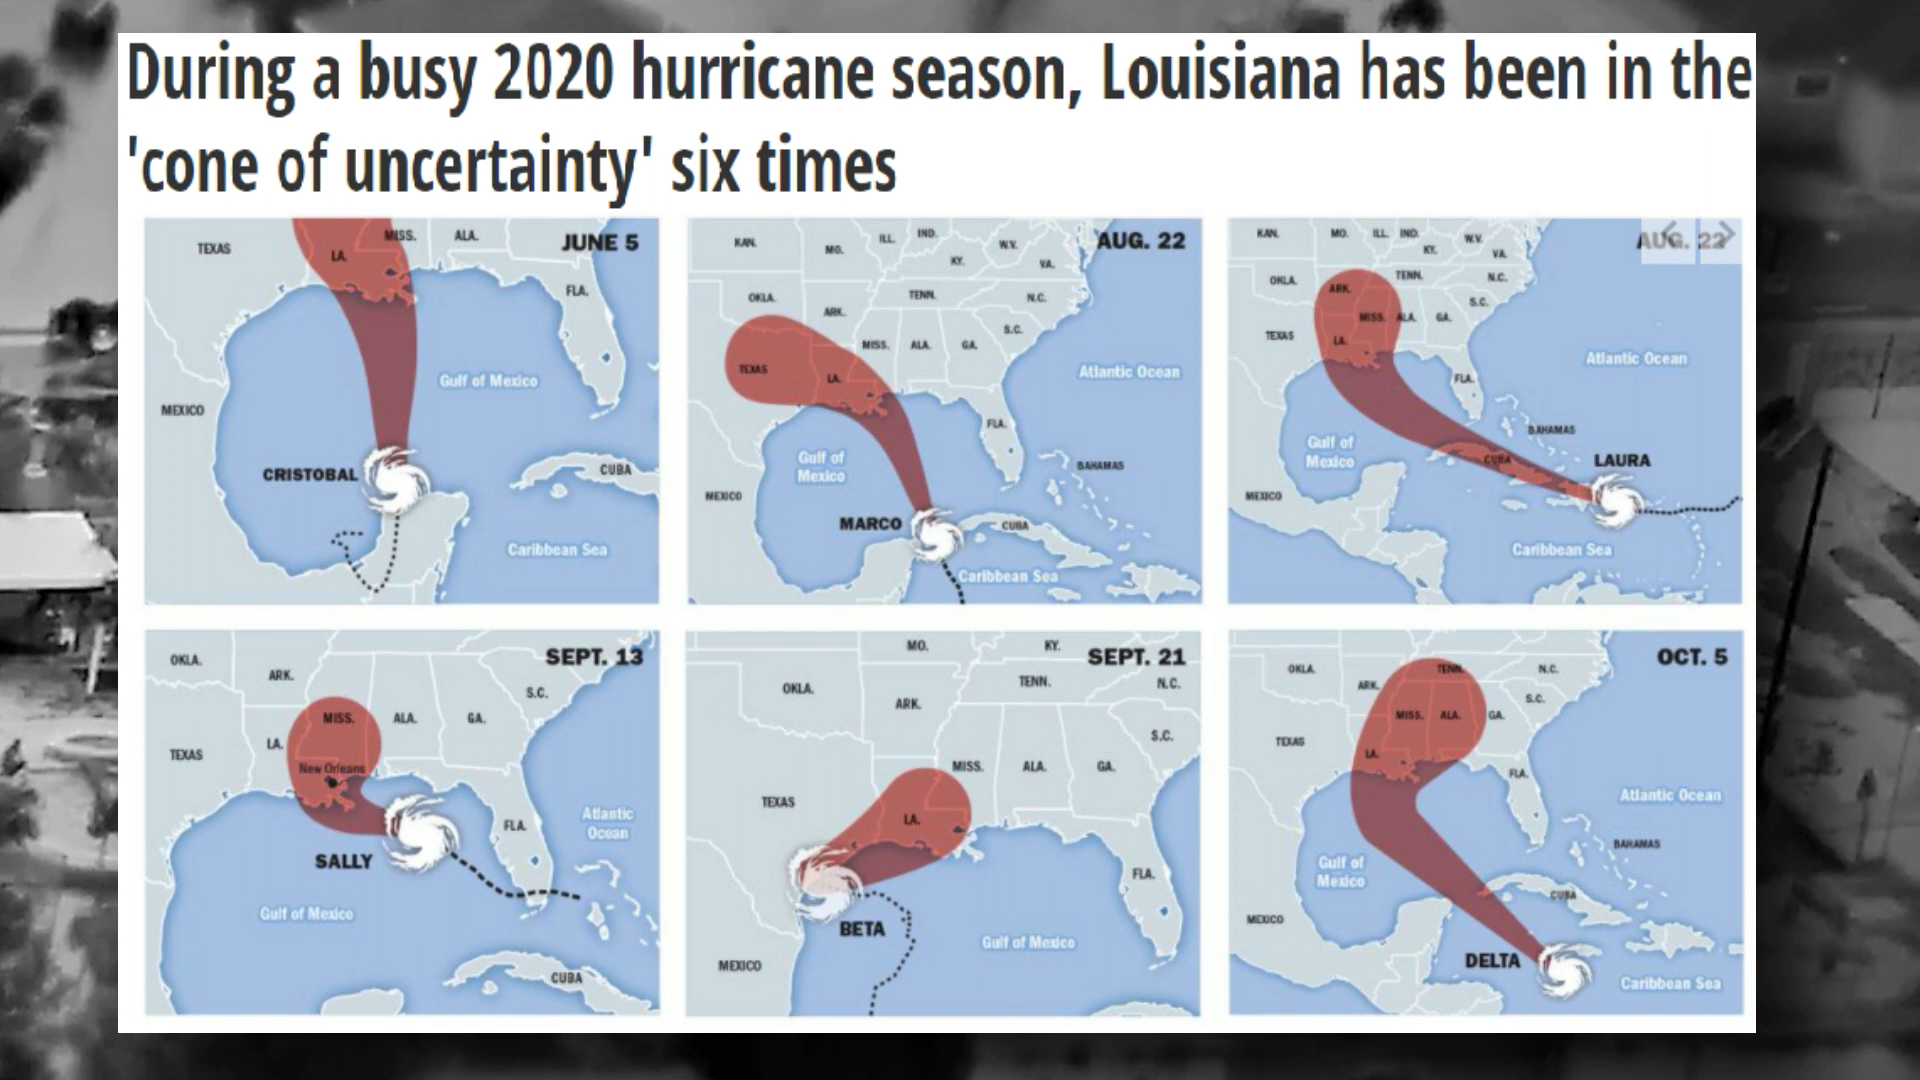 During a busy 2020 hurricane season, Louisiana has been in the
'cone of uncertainty' six times
JUNE 5
TEXAS
LA.
MISS.
ALA.
FLA.
Gulf of Mexico
MEXICO
CRISTOBAL
CUBA
Caribbean Sea
AUG. 22
KAN.
MO.
ILL.
IND.
W.V.
KY.
VA.
OKLA.
ARK.
TENN.
N.C.
S.C.
MISS.
ALA.
GA.
TEXAS
LA.
Atlantic Ocean
FLA.
Gulf of
Mexico
BAHAMAS
MEXICO
MARCO
CUBA
Caribbean Sea
AUG. 22
KAN.
MO.
ILL.
IND.
W.V.
KY.
VA.
OKLA.
ARK.
TENN.
N.C.
S.C.
MISS.
ALA.
GA.
TEXAS
LA.
Atlantic Ocean
FLA.
BAHAMAS
Gulf of
Mexico
CUBA
LAURA
MEXICO
Caribbean Sea
SEPT. 13
OKLA.
ARK.
S.C.
MISS.
ALA.
GA.
LA.
TEXAS
New Orleans
FLA.
Atlantic
Ocean
SALLY
Gulf of Mexico
CUBA
SEPT. 21
MO.
KY.
OKLA.
TENN.
N.C.
ARK.
S.C.
MISS.
ALA.
GA.
TEXAS
LA.
FLA.
BETA
Gulf of Mexico
MEXICO
OCT. 5
OKLA.
TENN.
N.C.
ARK.
S.C.
MISS.
ALA.
GA.
TEXAS
LA.
FLA.
Atlantic Ocean
BAHAMAS
Gulf of
Mexico
CUBA
MEXICO
DELTA
Caribbean Sea